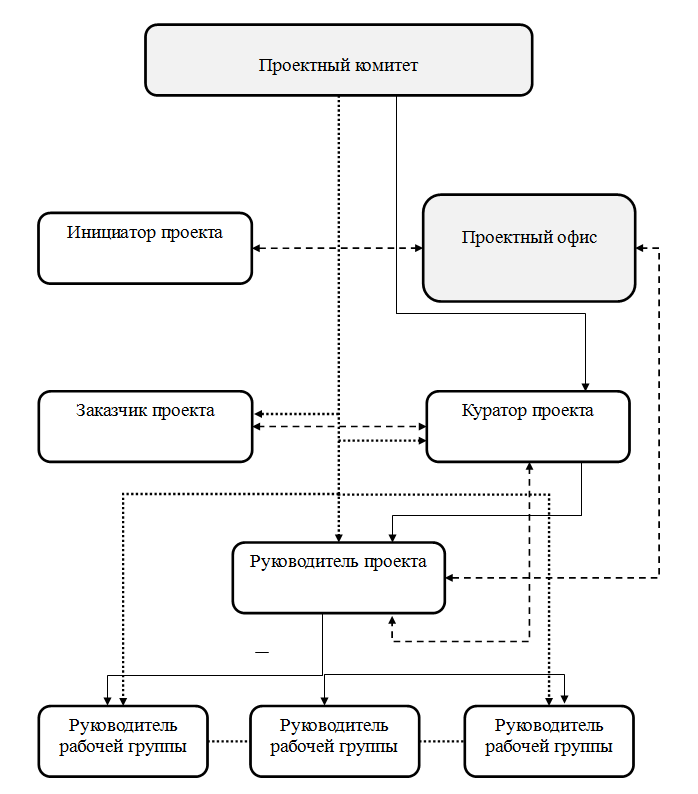 Проектный комитет
Инициатор проекта
Проектный офис
Заказчик проекта
Куратор проекта
Руководитель проекта
Руководитель
рабочей группы
Руководитель
рабочей группы
Руководитель
рабочей группы